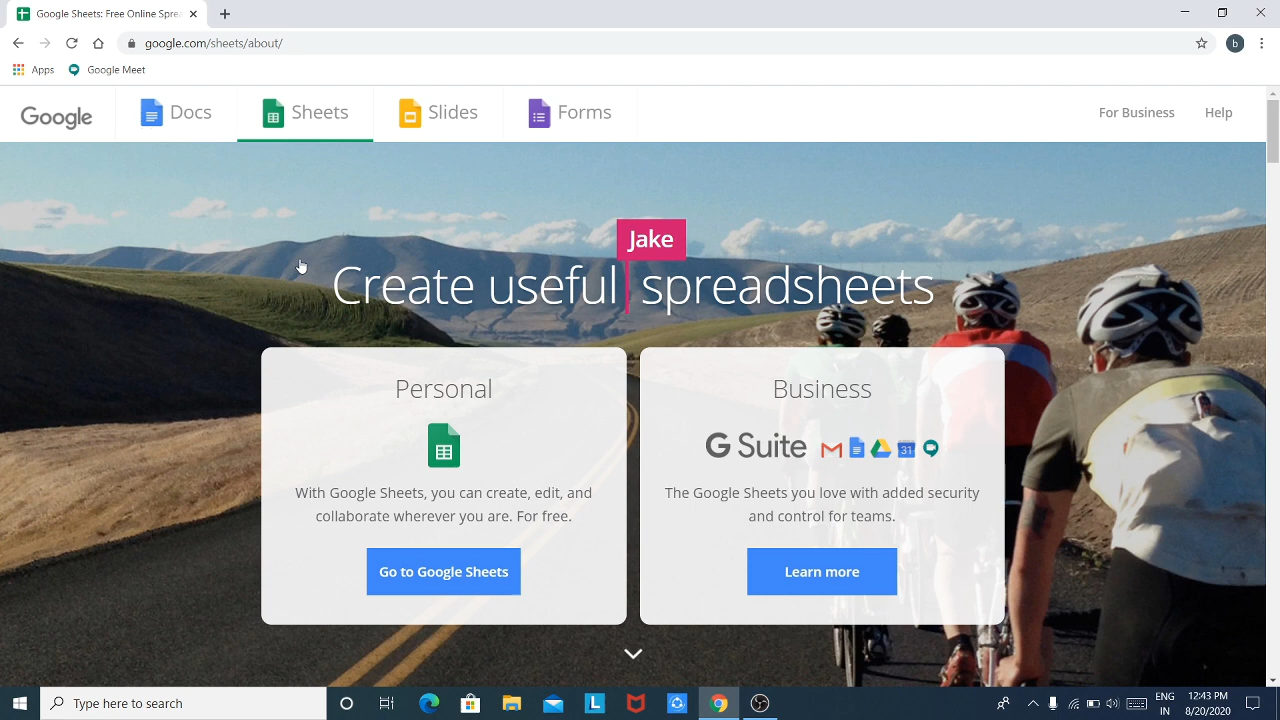 Google Sheets: Free Online Sprea
google.com/sheets/about/
b
Apps
Google Meet
Google
Docs
Sheets
Slides
Forms
For Business
Help
Jake
Create useful spreadsheets
Personal
Business
G Suite
31
With Google Sheets, you can create, edit, and
collaborate wherever you are. For free.
The Google Sheets you love with added security
and control for teams.
Go to Google Sheets
Learn more
Type here to search
L
ENG
IN
12:43 PM
8/20/2020